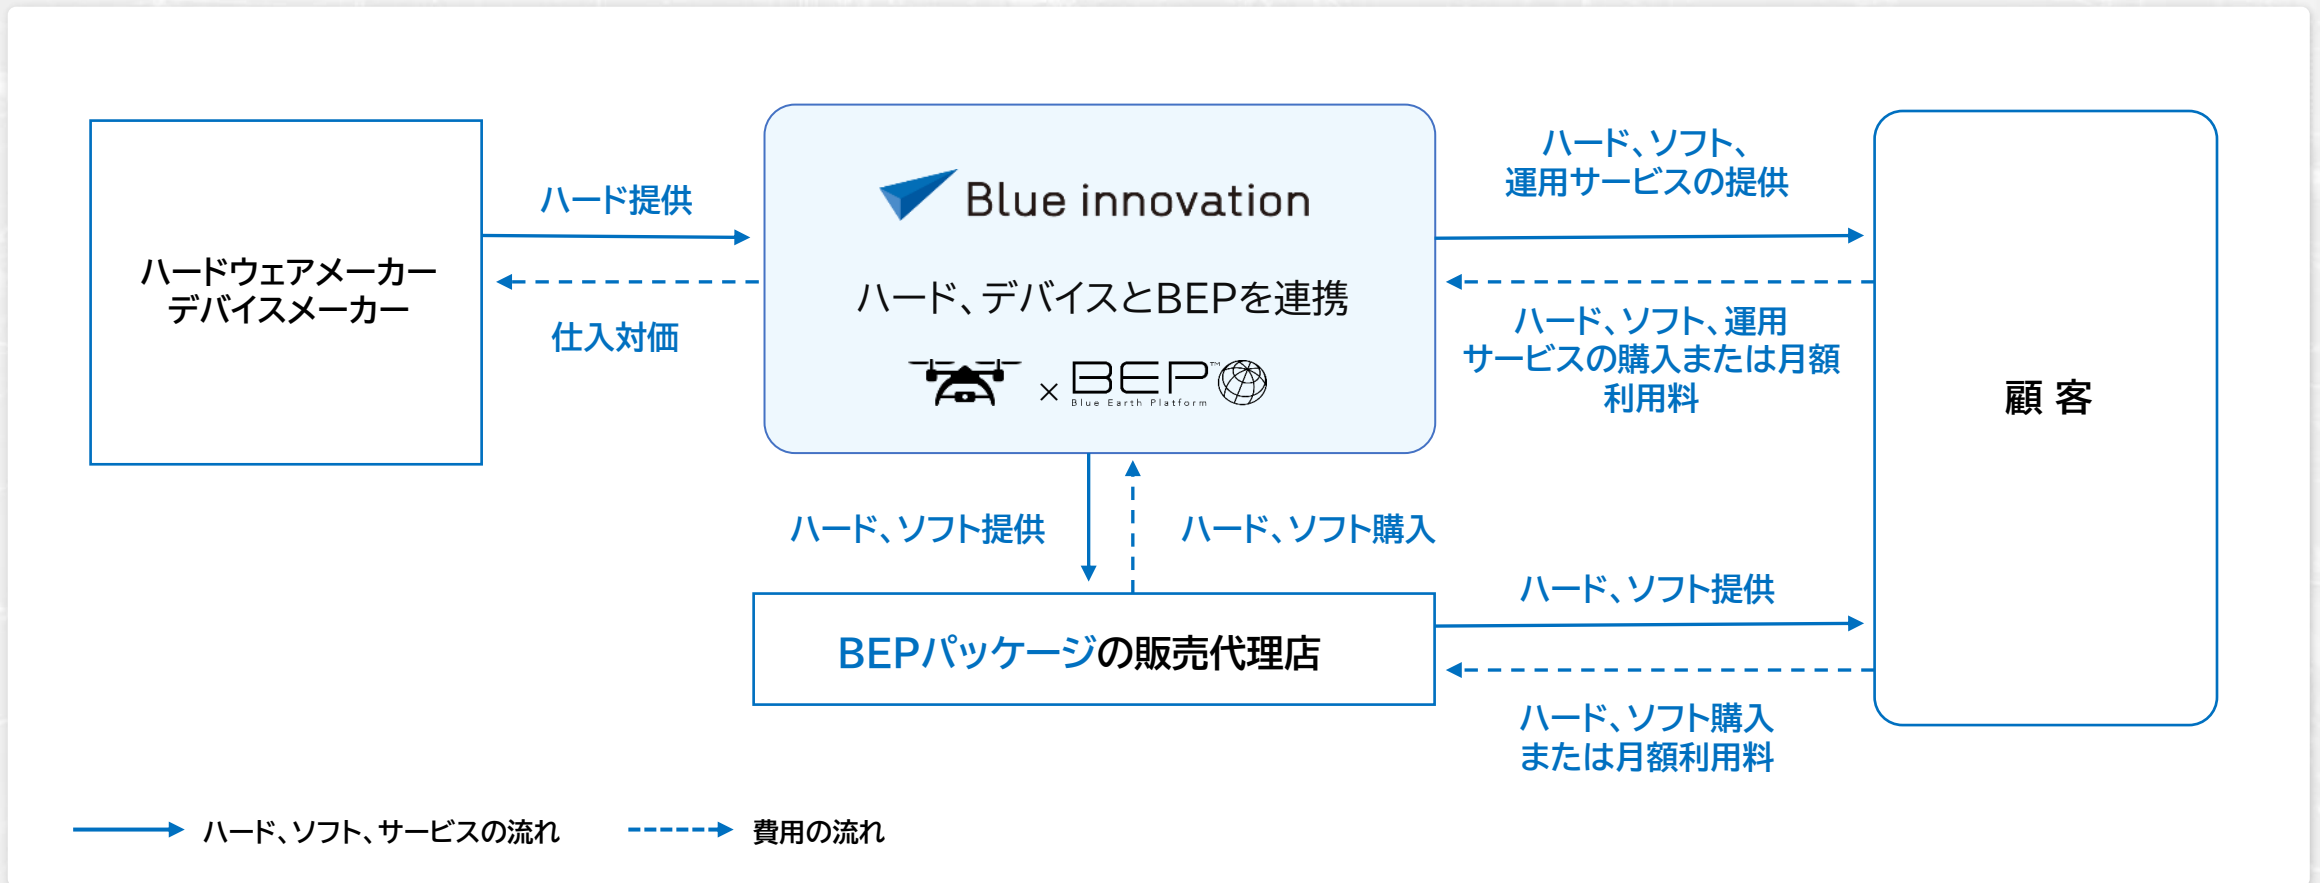 ハードウェアメーカー
デバイスメーカー
ハード提供
仕入対価
Blue innovation
ハード、デバイスとBEPを連携
× BEP™
Blue Earth Platform
ハード、ソフト、
運用サービスの提供
ハード、ソフト、運用
サービスの購入または月額
利用料
顧 客
ハード、ソフト提供
ハード、ソフト購入
BEPパッケージの販売代理店
ハード、ソフト提供
ハード、ソフト購入
または月額利用料
ハード、ソフト、サービスの流れ
費用の流れ